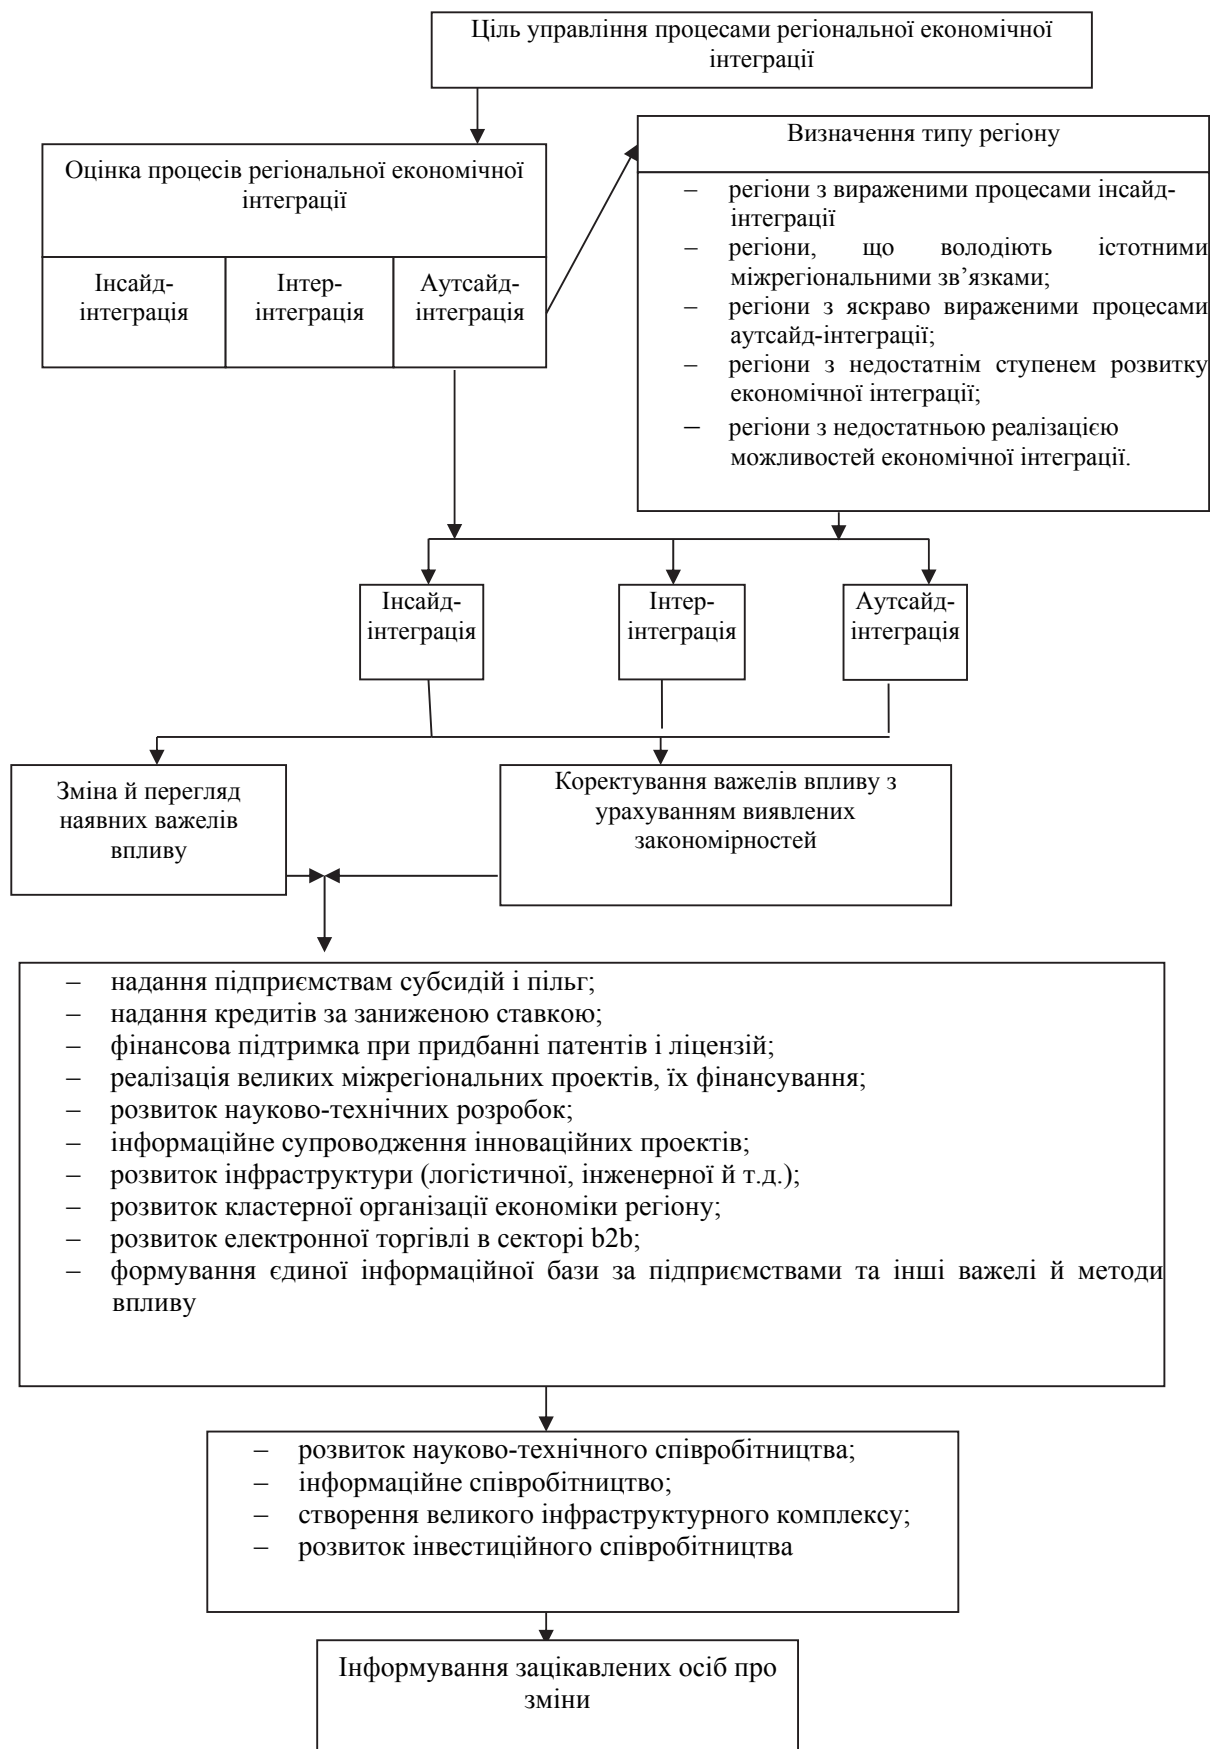 Ціль управління процесами регіональної економічної
інтеграції
Оцінка процесів регіональної економічної
інтеграції
Інсайд-
інтеграція
Інтер-
інтеграція
Аутсайд-
інтеграція
Визначення типу регіону
– регіони з вираженими процесами інсайд-
інтеграції
– регіони, що володіють істотними
міжрегіональними зв’язками;
– регіони з яскраво вираженими процесами
аутсайд-інтеграції;
– регіони з недостатнім ступенем розвитку
економічної інтеграції;
– регіони з недостатньою реалізацією
можливостей економічної інтеграції.
Інсайд-
інтеграція
Інтер-
інтеграція
Аутсайд-
інтеграція
Зміна й перегляд
наявних важелів
впливу
Коректування важелів впливу з
урахуванням виявлених
закономірностей
– надання підприємствам субсидій і пільг;
– надання кредитів за заниженою ставкою;
– фінансова підтримка при придбанні патентів і ліцензій;
– реалізація великих міжрегіональних проектів, їх фінансування;
– розвиток науково-технічних розробок;
– інформаційне супроводження інноваційних проектів;
– розвиток інфраструктури (логістичної, інженерної й т.д.);
– розвиток кластерної організації економіки регіону;
– розвиток електронної торгівлі в секторі b2b;
– формування єдиної інформаційної бази за підприємствами та інші важелі й методи
впливу
– розвиток науково-технічного співробітництва;
– інформаційне співробітництво;
– створення великого інфраструктурного комплексу;
– розвиток інвестиційного співробітництва
Інформування зацікавлених осіб про
зміни